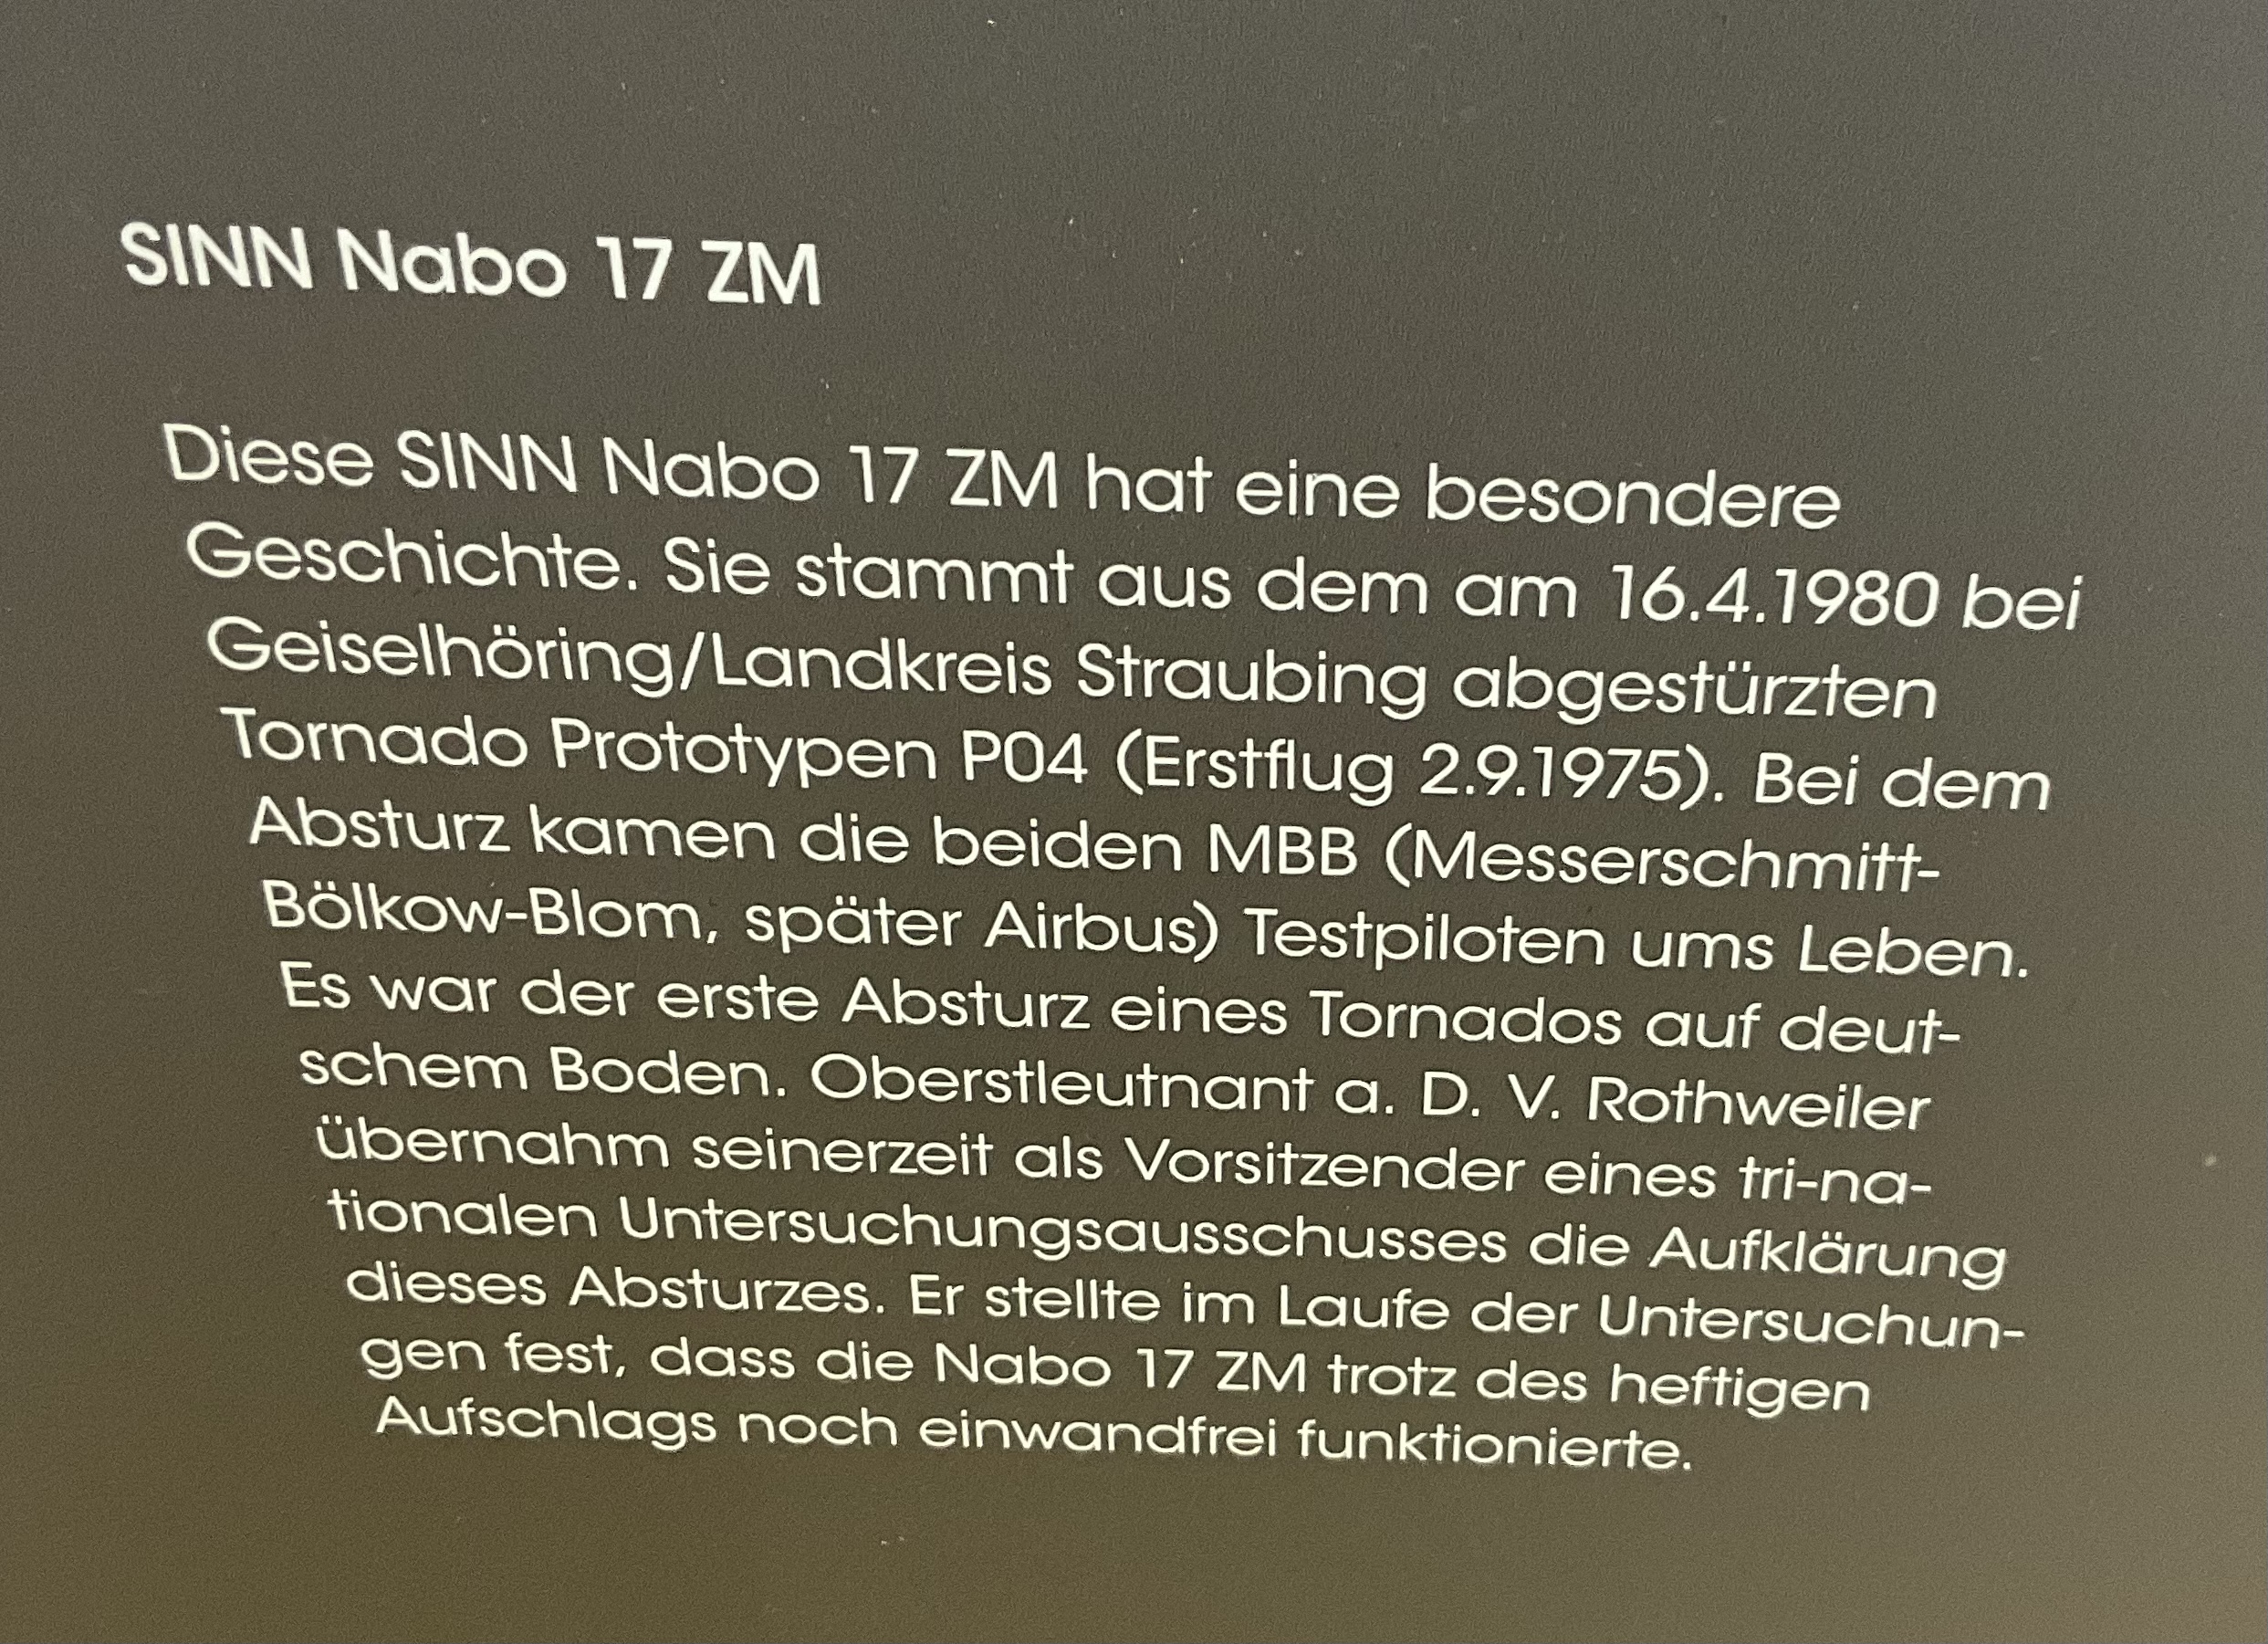 SINN Nabo 17 ZM
Diese SINN Nabo 17 ZM hat eine besondere
Geschichte. Sie stammt aus dem am 16.4.1980 bei
Geiselhöring/Landkreis Straubing abgestürzten
Tornado Prototypen P04 (Erstflug 2.9.1975). Bei dem
Absturz kamen die beiden MBB (Messerschmitt-
Bölkow-Blom, später Airbus) Testpiloten ums Leben.
Es war der erste Absturz eines Tornados auf deut-
schem Boden. Oberstleutnant a. D. V. Rothweiler
übernahm seinerzeit als Vorsitzender eines tri-na-
tionalen Untersuchungsausschusses die Aufklärung
dieses Absturzes. Er stellte im Laufe der Untersuchun-
gen fest, dass die Nabo 17 ZM trotz des heftigen
Aufschlags noch einwandfrei funktionierte.